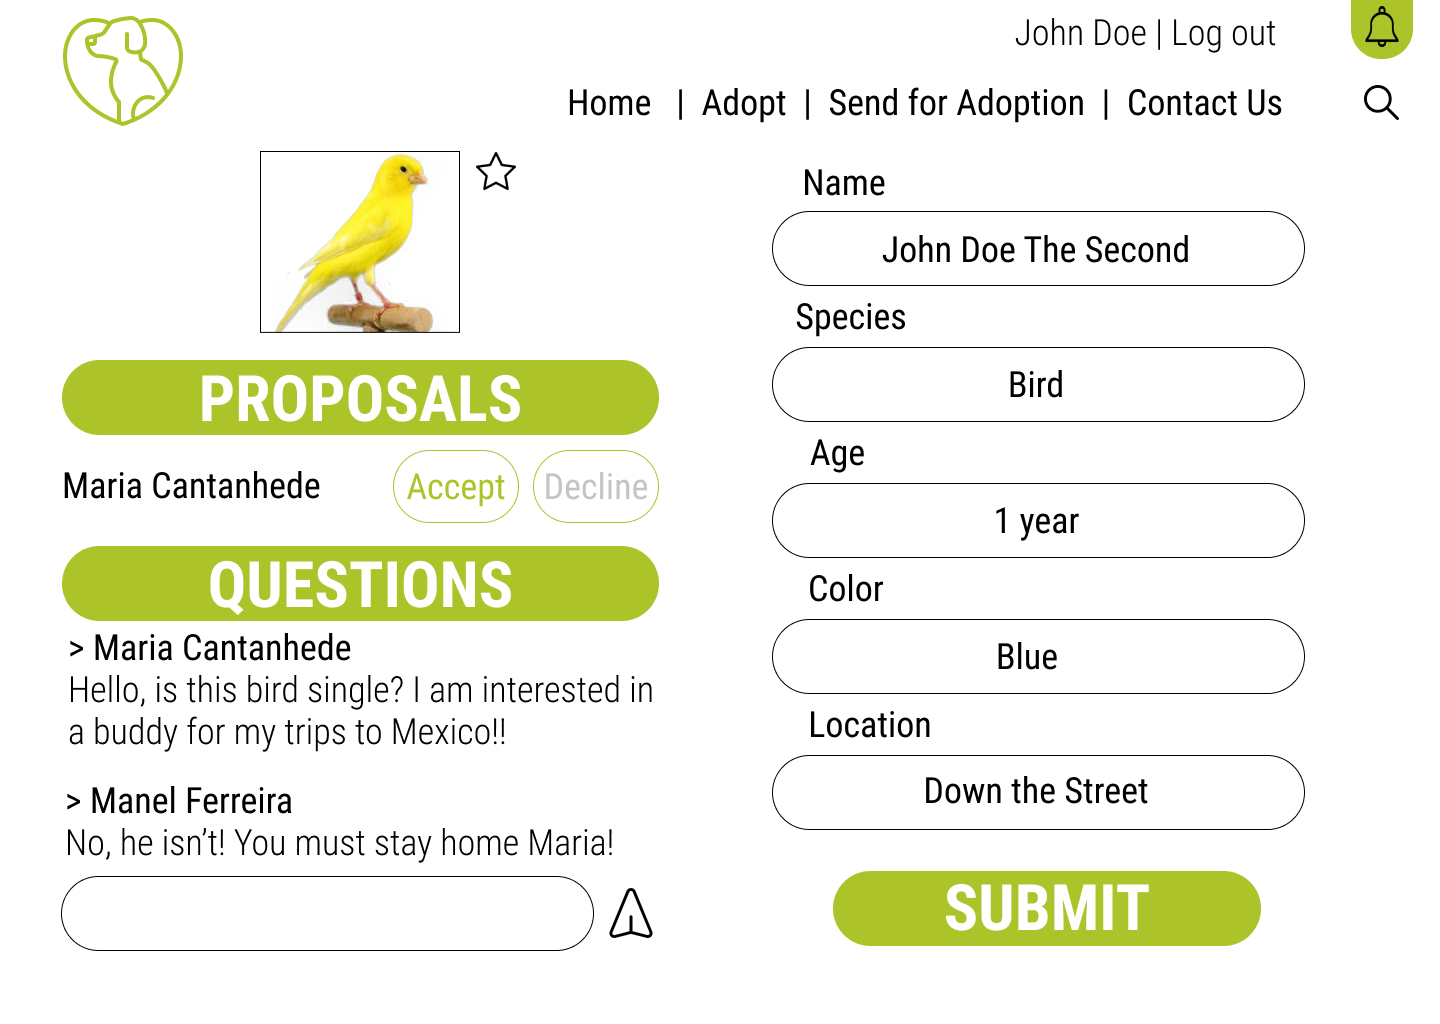 John Doe | Log out
Home | Adopt | Send for Adoption | Contact Us
PROPOSALS
Maria Cantanhede Accept Decline
QUESTIONS
> Maria Cantanhede
Hello, is this bird single? I am interested in
a buddy for my trips to Mexico!!
> Manel Ferreira
No, he isn’t! You must stay home Maria!
Name
John Doe The Second
Species
Bird
Age
1 year
Color
Blue
Location
Down the Street
SUBMIT